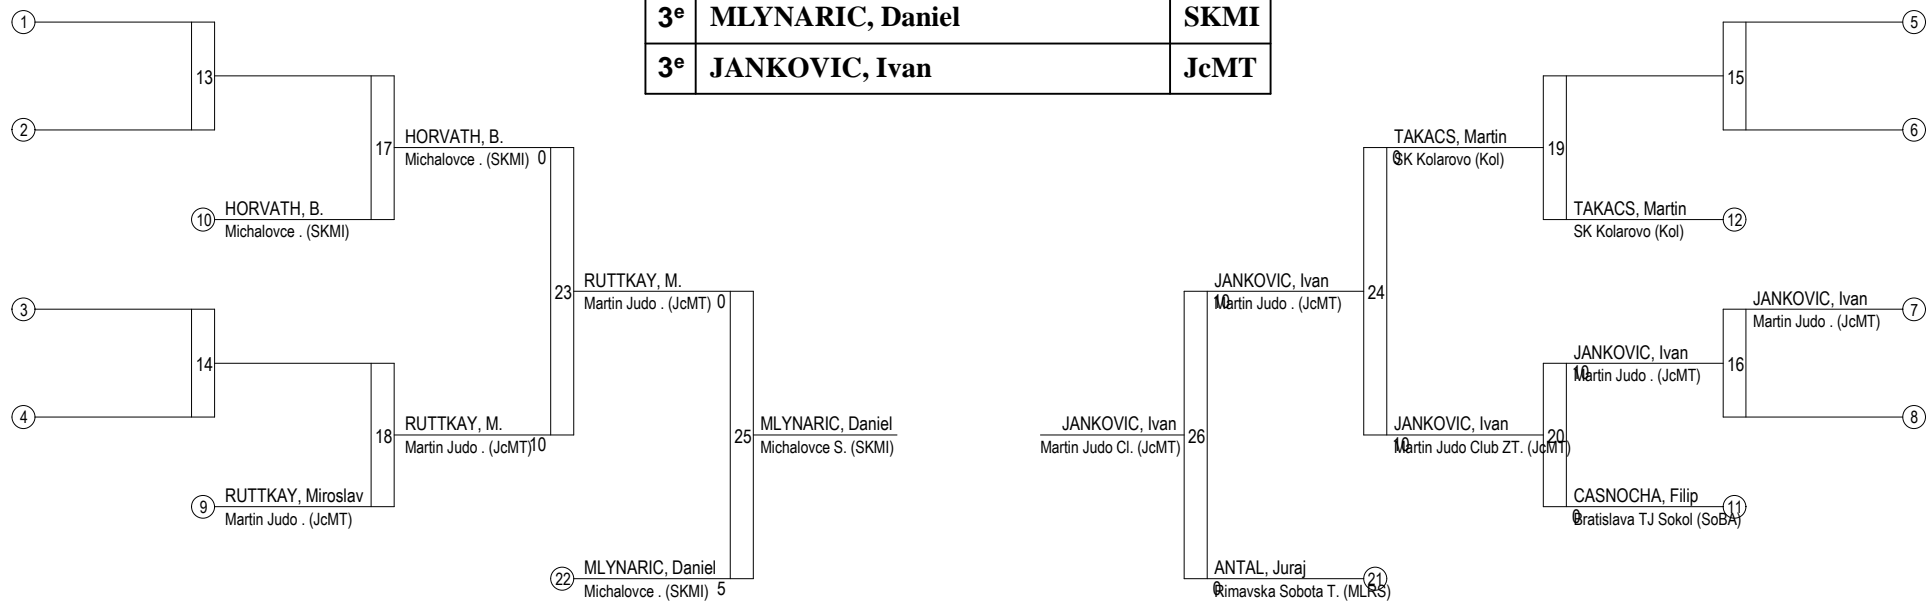 3e MLYNARIC, Daniel SKMI
3e JANKOVIC, Ivan JcMT
1
13
2
17
HORVATH, B.
Michalovce . (SKMI) 0
10
HORVATH, B.
Michalovce . (SKMI)
23
RUTTKAY, M.
Martin Judo . (JcMT) 0
3
14
4
18
RUTTKAY, M.
Martin Judo . (JcMT) 10
9
RUTTKAY, Miroslav
Martin Judo . (JcMT)
25
MLYNARIC, Daniel
Michalovce S. (SKMI)
22
MLYNARIC, Daniel
Michalovce . (SKMI) 5
5
15
6
TAKACS, Martin
0
SK Kolarovo (Kol)
19
TAKACS, Martin
SK Kolarovo (Kol)
12
JANKOVIC, Ivan
10
Martin Judo . (JcMT)
24
JANKOVIC, Ivan
Martin Judo . (JcMT)
7
JANKOVIC, Ivan
10
Martin Judo . (JcMT)
16
8
JANKOVIC, Ivan
Martin Judo Cl. (JcMT)
26
JANKOVIC, Ivan
10
Martin Judo Club ZT. (JcMT)
20
CASNOCHA, Filip
0
Bratislava TJ Sokol (SoBA)
11
ANTAL, Juraj
0
Rimavska Sobota T. (MLRS)
21